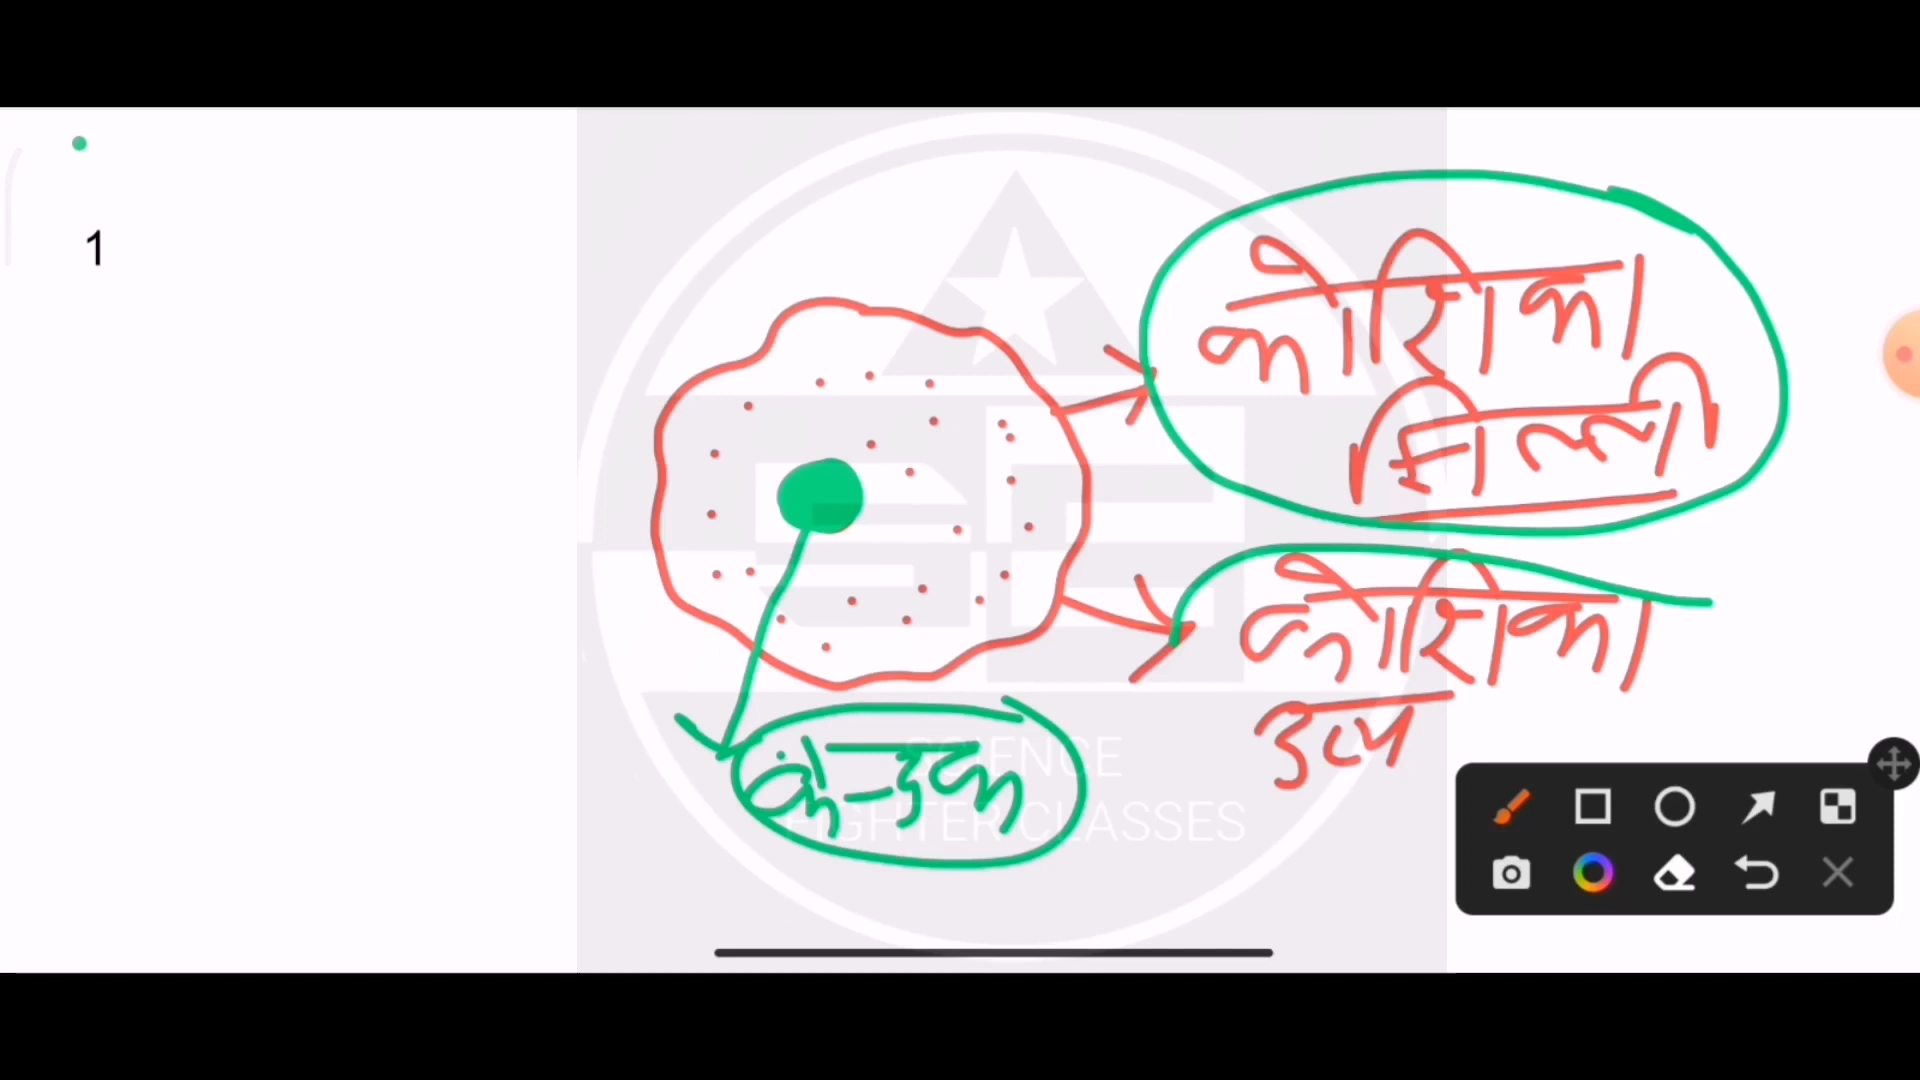 1
कोशिका
झिल्ली
कोशिका
द्रव्य
केन्द्रक
SCIENCE
FIGHTER CLASSES